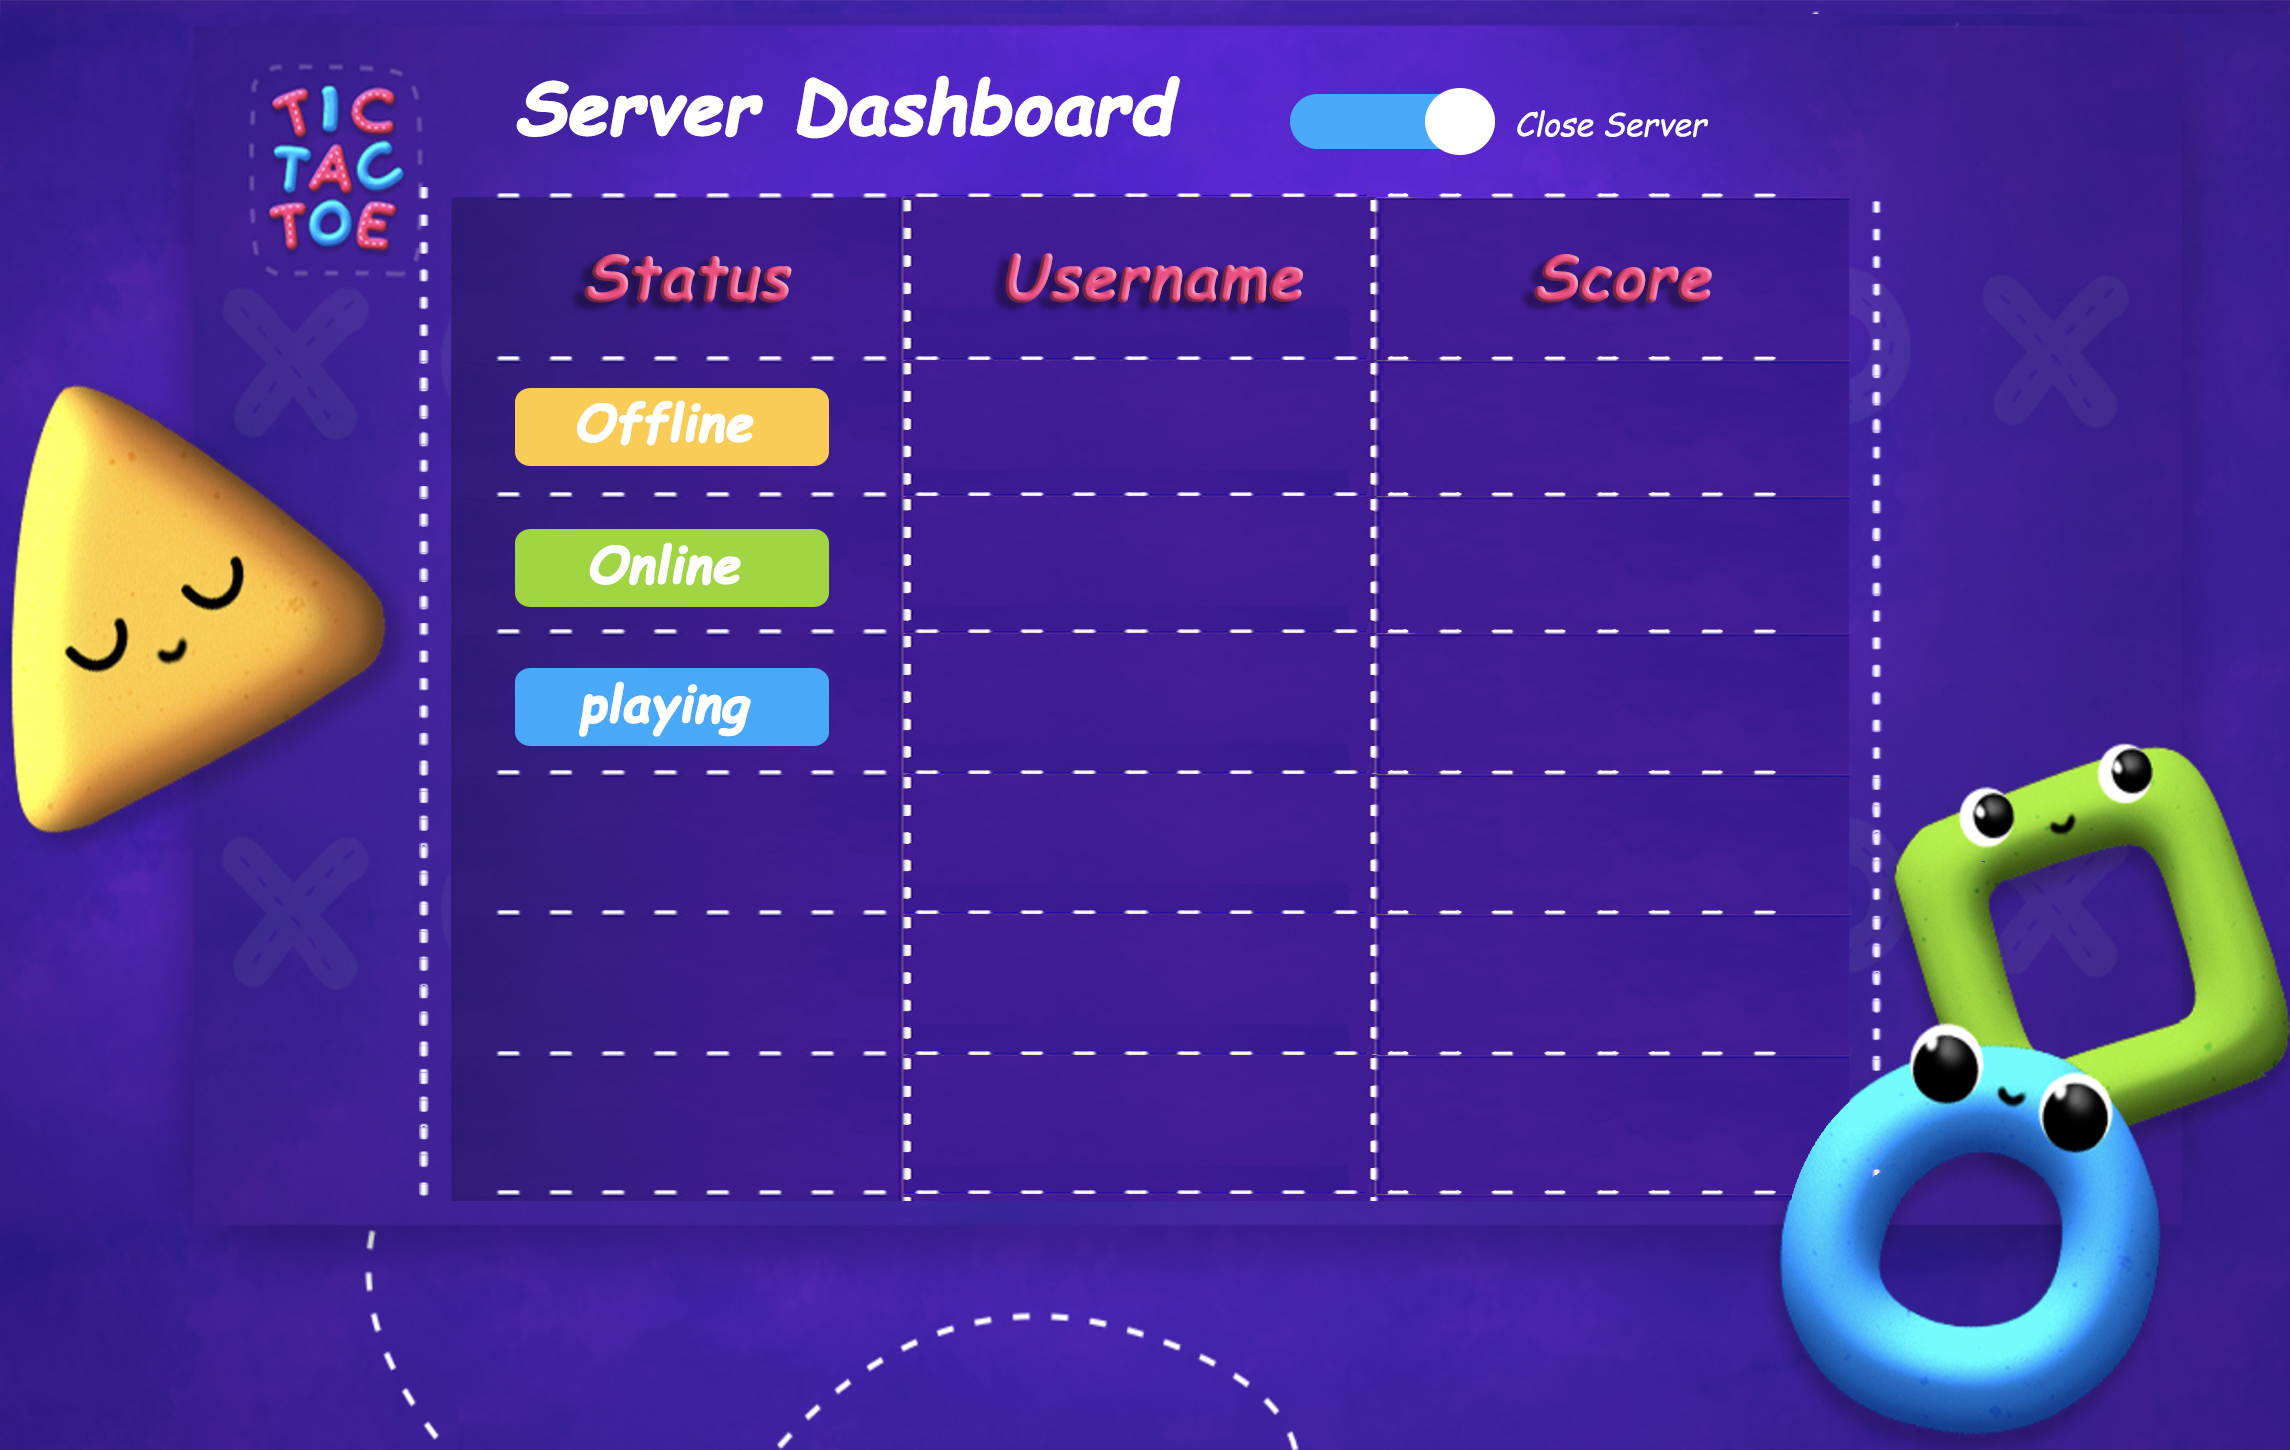 TIC
TAC
TOE
Server Dashboard
Close Server
Status Username Score
Offline
Online
playing